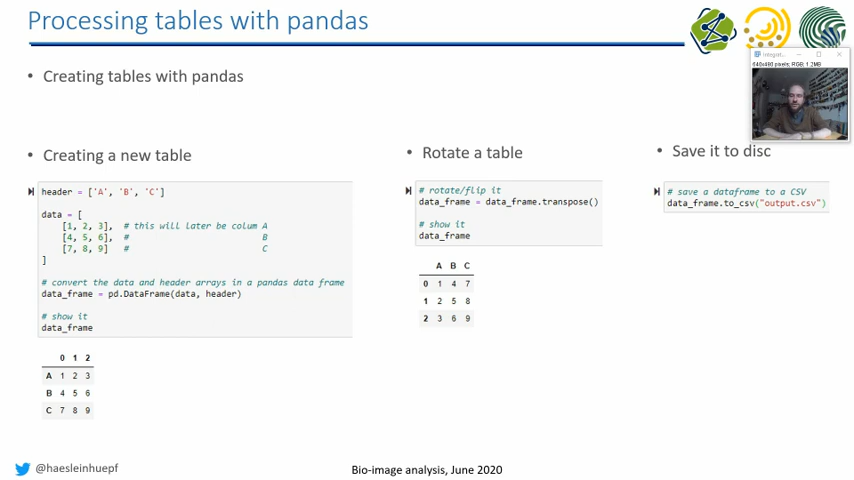 Processing tables with pandas
• Creating tables with pandas
• Creating a new table
header = ['A', 'B', 'C']
data = [
[1, 2, 3], # this will later be colum A
[4, 5, 6], # B
[7, 8, 9] # C
]
# convert the data and header arrays in a pandas data frame
data_frame = pd.DataFrame(data, header)
# show it
data_frame
0 1 2
A 1 2 3
B 4 5 6
C 7 8 9
• Rotate a table
# rotate/flip it
data_frame = data_frame.transpose()
# show it
data_frame
A B C
0 1 4 7
1 2 5 8
2 3 6 9
• Save it to disc
# save a dataframe to a CSV
data_frame.to_csv("output.csv")
640x480 pixels; RGB; 1.2MB
@haesleinhuepf
Bio-image analysis, June 2020